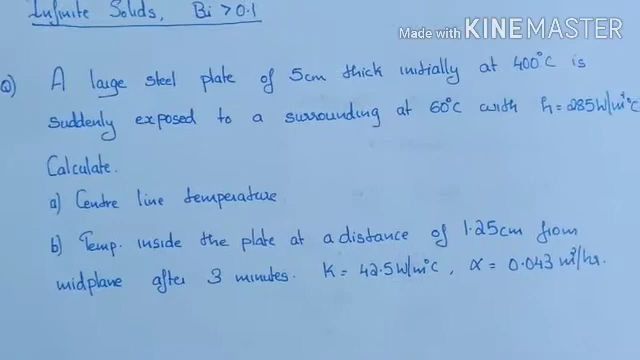 Infinite Solids, Bi > 0.1
Made with KINEMASTER
Q) A large steel plate of 5cm thick initially at 400°C is
suddenly exposed to a surrounding at 60°C with h = 285W/m²°C
Calculate.
a) Centre line temperature
b) Temp. inside the plate at a distance of 1.25cm from
midplane after 3 minutes. K = 42.5W/m°C, α = 0.043 m²/hr.